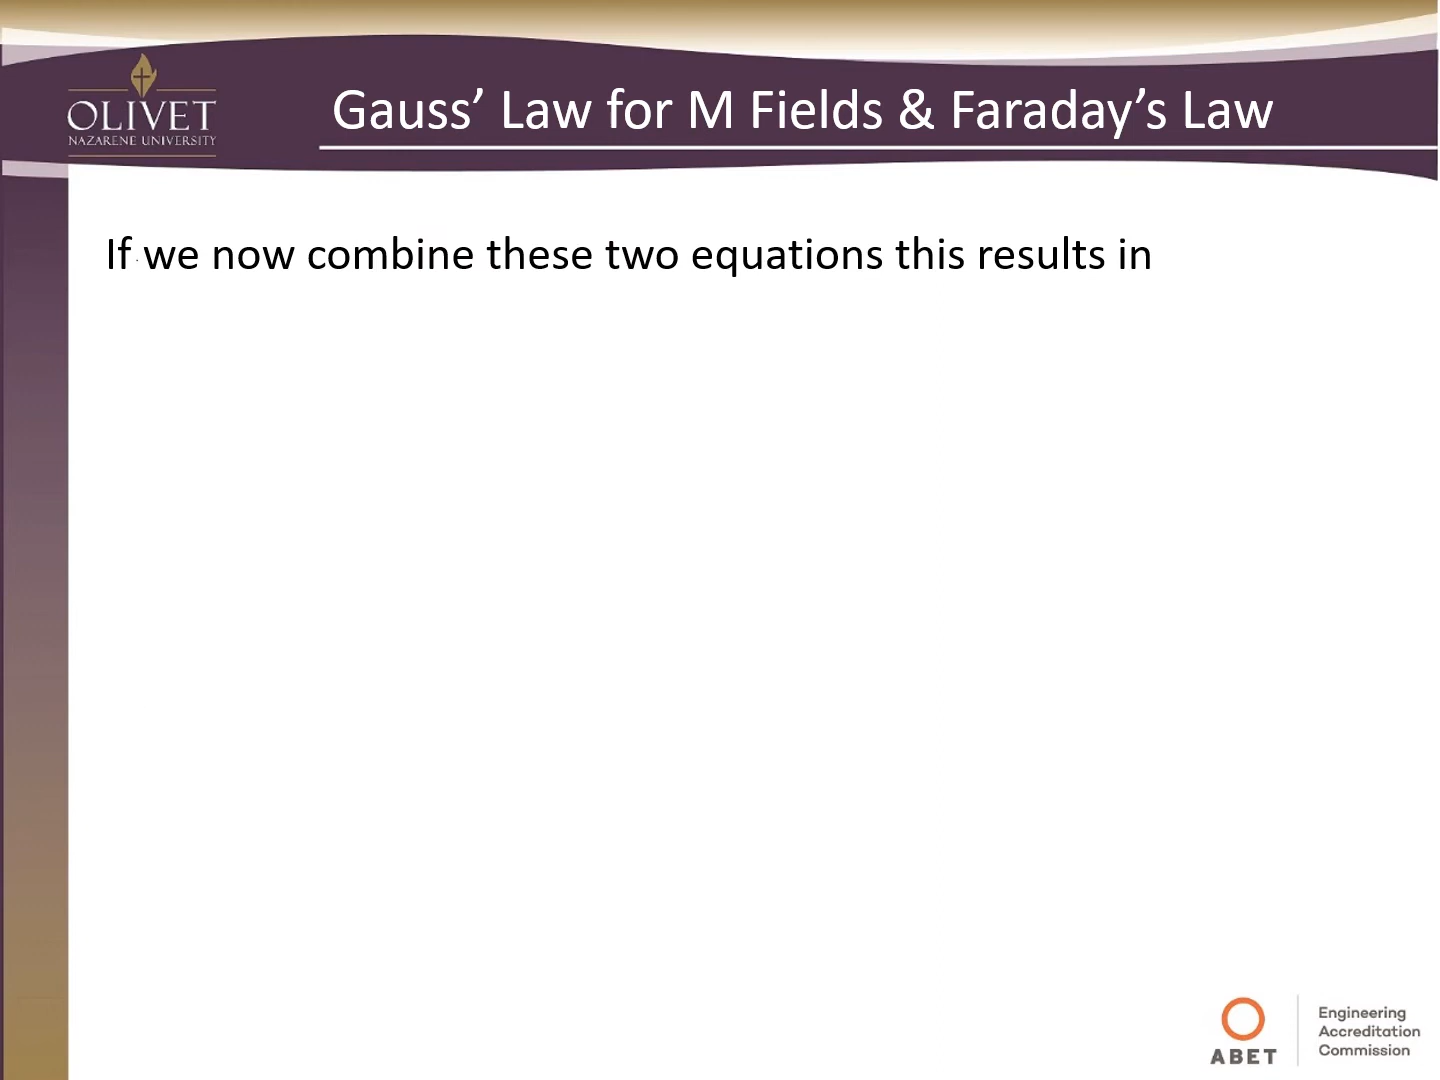 OLIVET
NAZARENE UNIVERSITY
Gauss’ Law for M Fields & Faraday’s Law
If we now combine these two equations this results in
ABET
Engineering
Accreditation
Commission